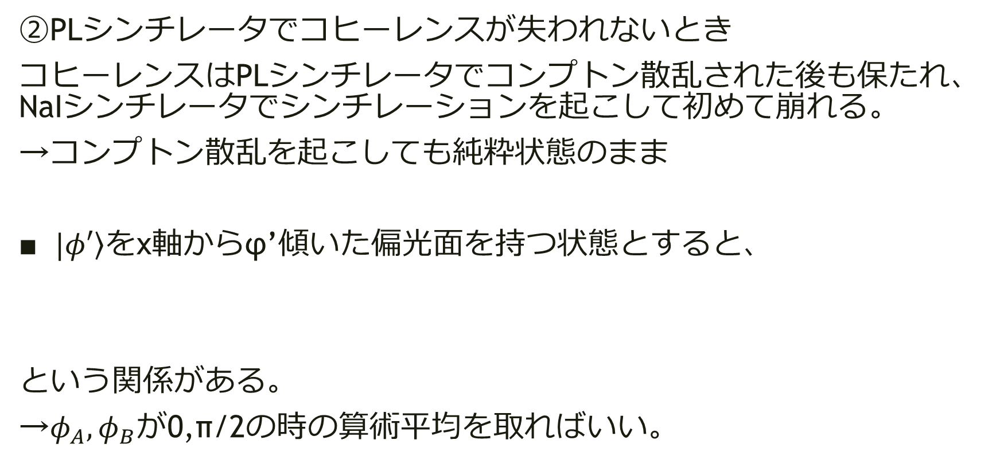 ②PLシンチレータでコヒーレンスが失われないとき
コヒーレンスはPLシンチレータでコンプトン散乱された後も保たれ、
NaIシンチレータでシンチレーションを起こして初めて崩れる。
→コンプトン散乱を起こしても純粋状態のまま
■ |𝜙′⟩をx軸からφ’傾いた偏光面を持つ状態とすると、
という関係がある。
→𝜙_A, 𝜙_Bが0,π/2の時の算術平均を取ればいい。